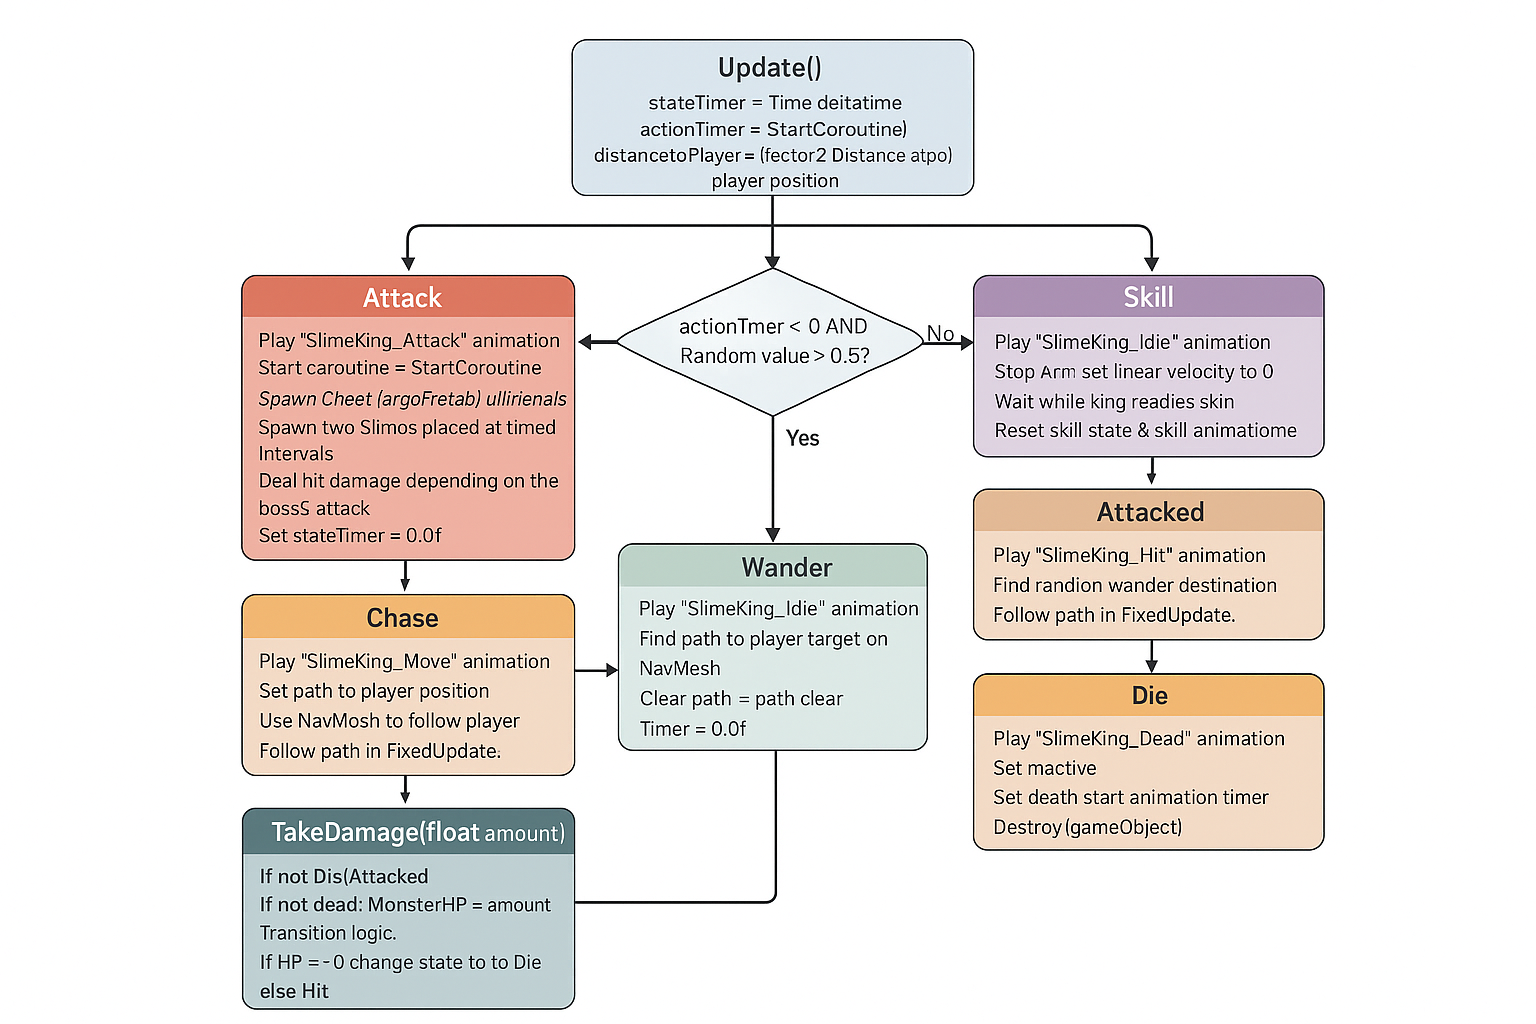 Update()
stateTimer = Time deitatime
actionTimer = StartCoroutine)
distancetoPlayer = (fector2 Distance atpo)
player position
Attack
Play "SlimeKing_Attack" animation
Start caroutine = StartCoroutine
Spawn Cheet (argoFretab) ullirienals
Spawn two Slimos placed at timed
Intervals
Deal hit damage depending on the
bossS attack
Set stateTimer = 0.0f
actionTmer < 0 AND
Random value > 0.5?
No
Yes
Skill
Play "SlimeKing_Idie" animation
Stop Arm set linear velocity to 0
Wait while king readies skin
Reset skill state & skill animatiome
Attacked
Play "SlimeKing_Hit" animation
Find randion wander destination
Follow path in FixedUpdate.
Chase
Play "SlimeKing_Move" animation
Set path to player position
Use NavMosh to follow player
Follow path in FixedUpdate.
Wander
Play "SlimeKing_Idie" animation
Find path to player target on
NavMesh
Clear path = path clear
Timer = 0.0f
Die
Play "SlimeKing_Dead" animation
Set mactive
Set death start animation timer
Destroy(gameObject)
TakeDamage(float amount)
If not Dis(Attacked
If not dead: MonsterHP = amount
Transition logic.
If HP =-0 change state to to Die
else Hit